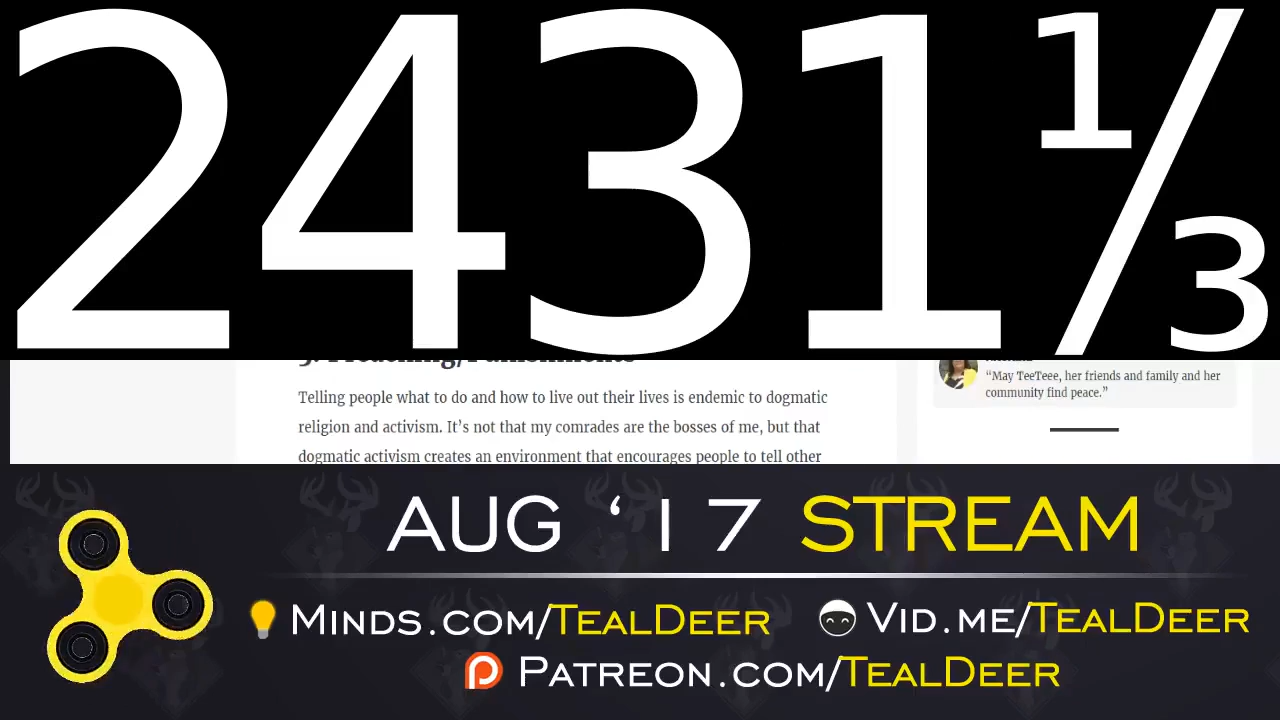 2431⅓
“May TeeTeee, her friends and family and her
community find peace.”
Telling people what to do and how to live out their lives is endemic to dogmatic
religion and activism. It’s not that my comrades are the bosses of me, but that
dogmatic activism creates an environment that encourages people to tell other
AUG ‘17 STREAM
MINDS.COM/TEALDEER
VID.ME/TEALDEER
PATREON.COM/TEALDEER